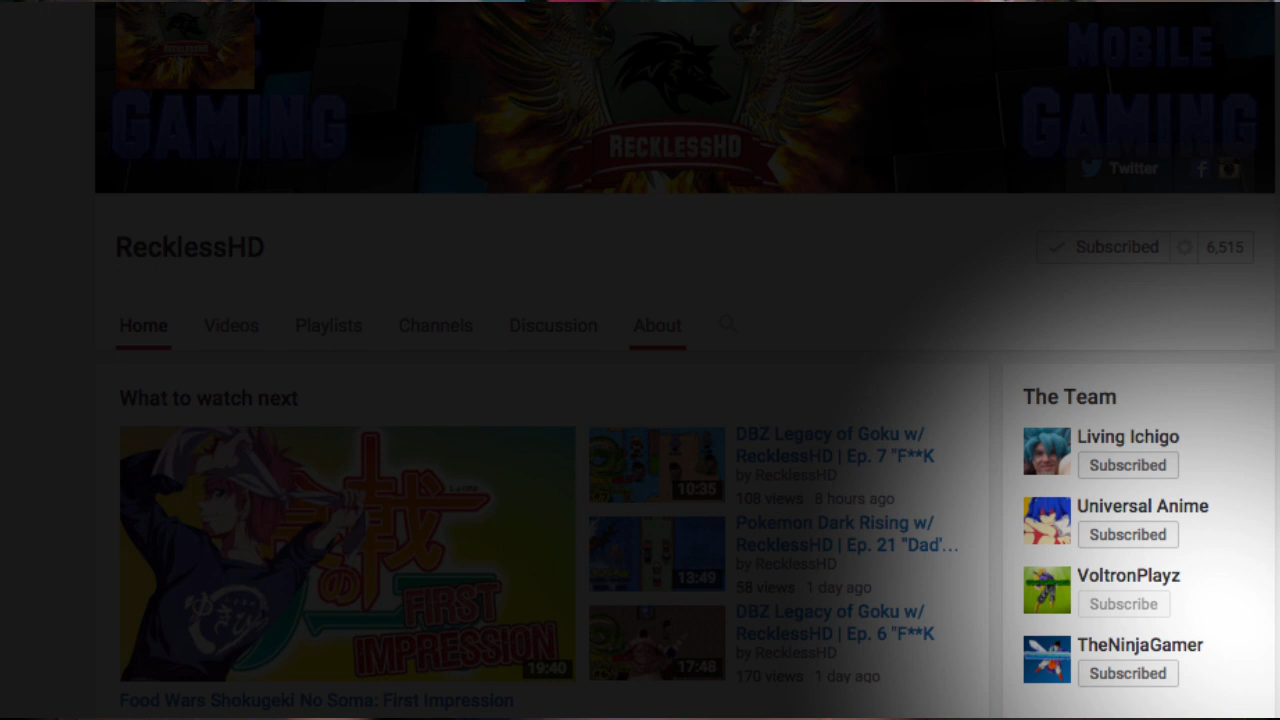 RECKLESSHD
GAMING
RECKLESSHD
MOBILE
GAMING
Twitter
RecklessHD
Subscribed 6,515
Home Videos Playlists Channels Discussion About
What to watch next
の
戦
FIRST
IMPRESSION
19:40
Food Wars Shokugeki No Soma: First Impression
10:35
DBZ Legacy of Goku w/
RecklessHD | Ep. 7 "F**K
by RecklessHD
108 views 8 hours ago
13:49
Pokemon Dark Rising w/
RecklessHD | Ep. 21 "Dad'...
by RecklessHD
58 views 1 day ago
17:48
DBZ Legacy of Goku w/
RecklessHD | Ep. 6 "F**K
by RecklessHD
170 views 1 day ago
The Team
Living Ichigo
Subscribed
Universal Anime
Subscribed
VoltronPlayz
Subscribe
TheNinjaGamer
Subscribed